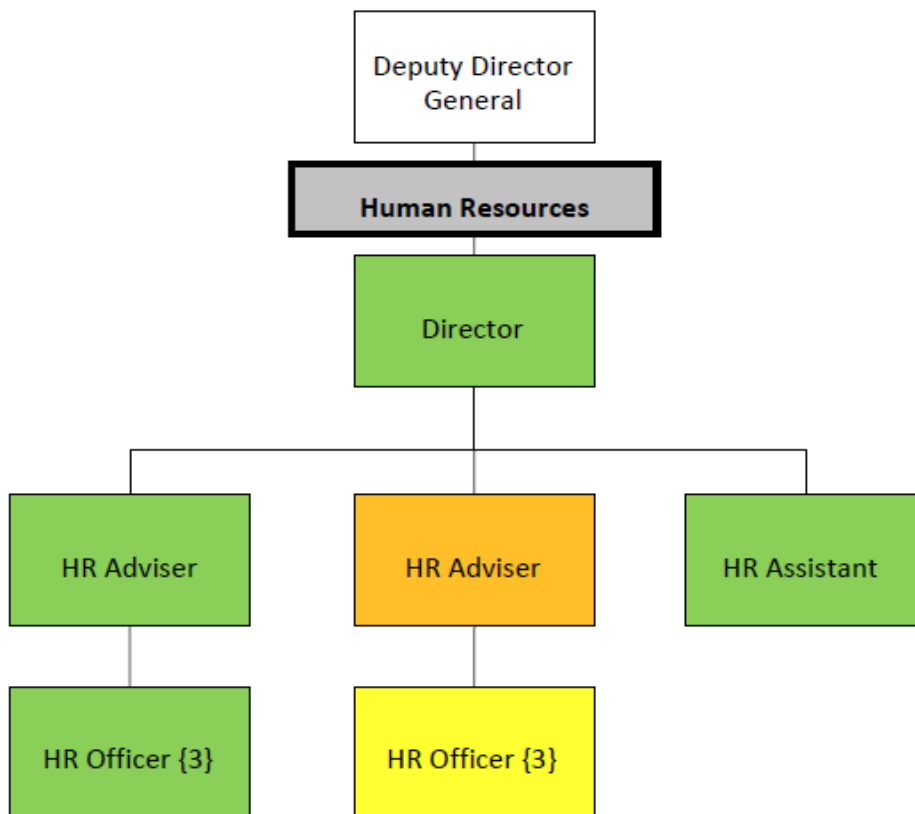 Deputy Director
General
Human Resources
Director
HR Adviser
HR Adviser
HR Assistant
HR Officer {3}
HR Officer {3}